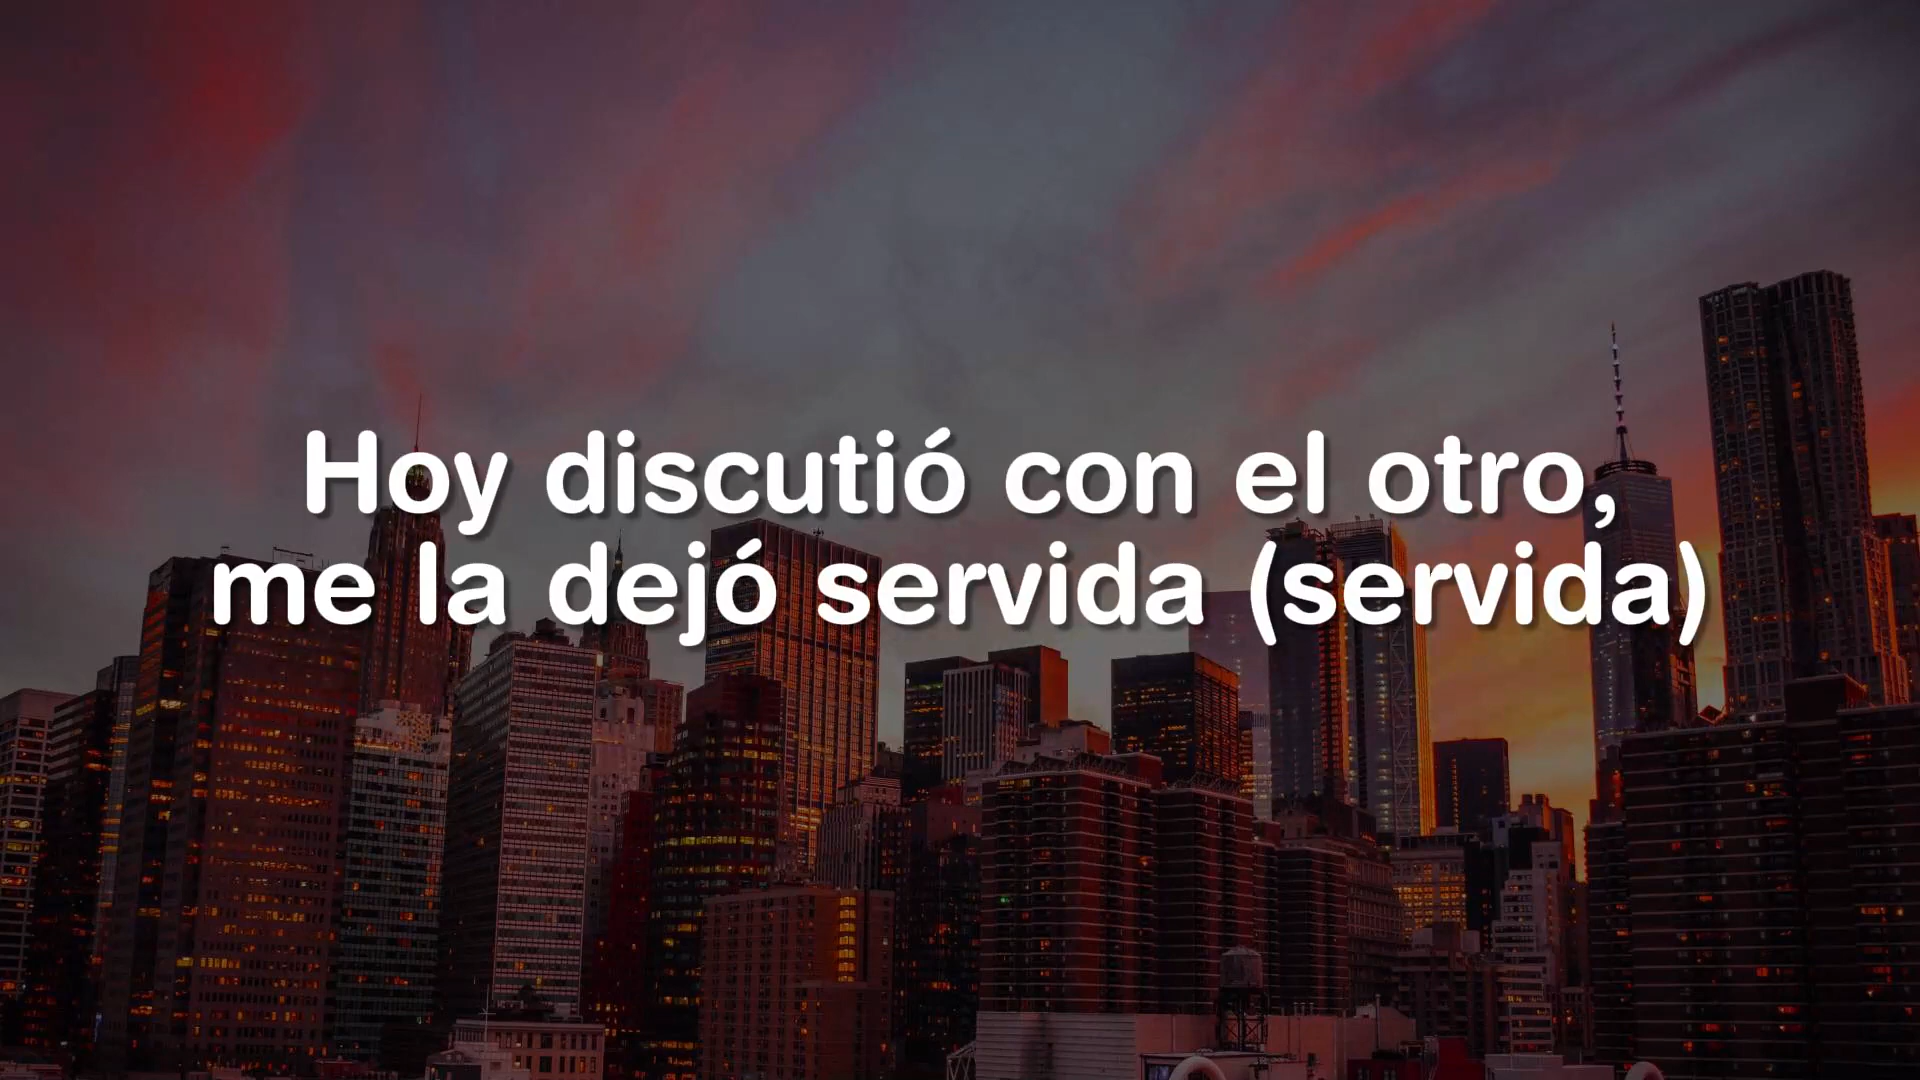 Hoy discutió con el otro,
me la dejó servida (servida)